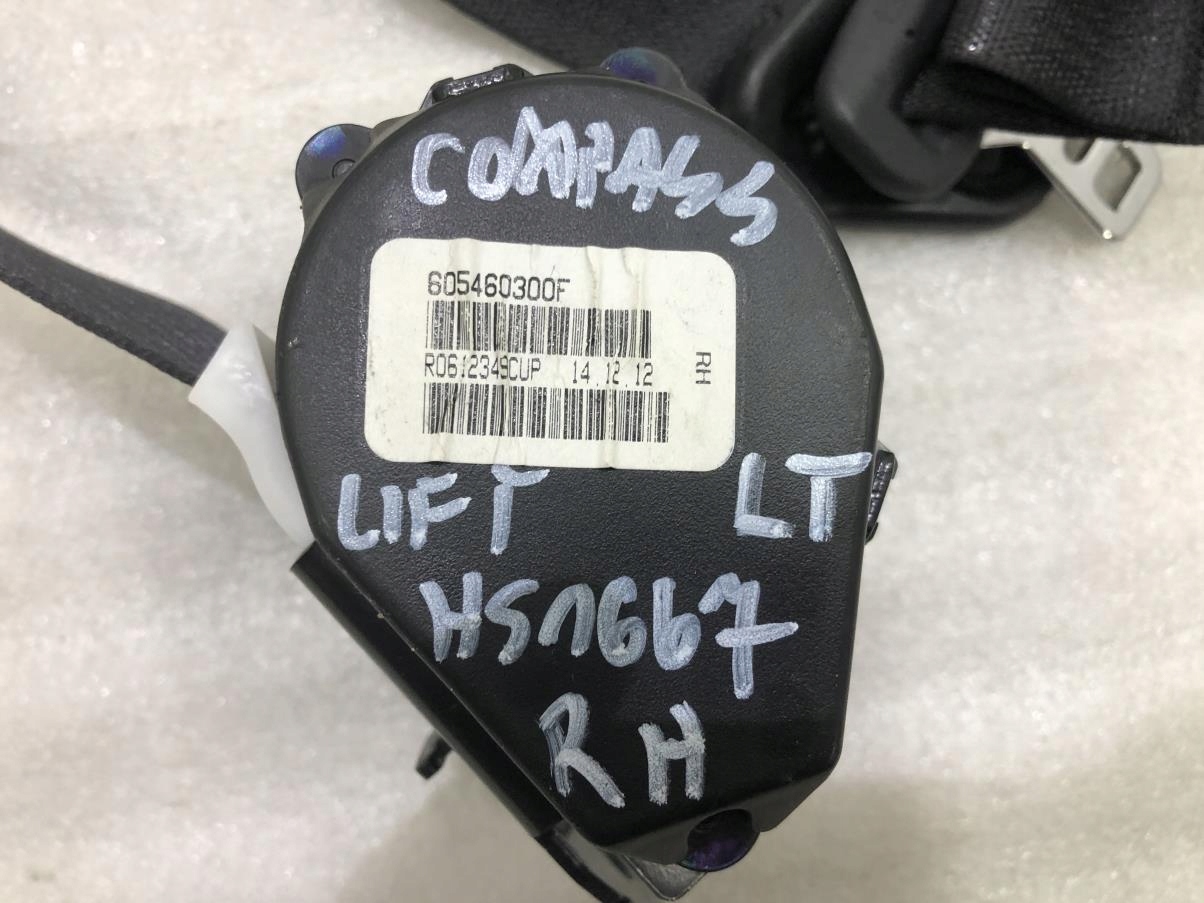 COMPASS
605460300F
R0612349CUP 14.12.12
RH
LIFT LT
HS1667
RH